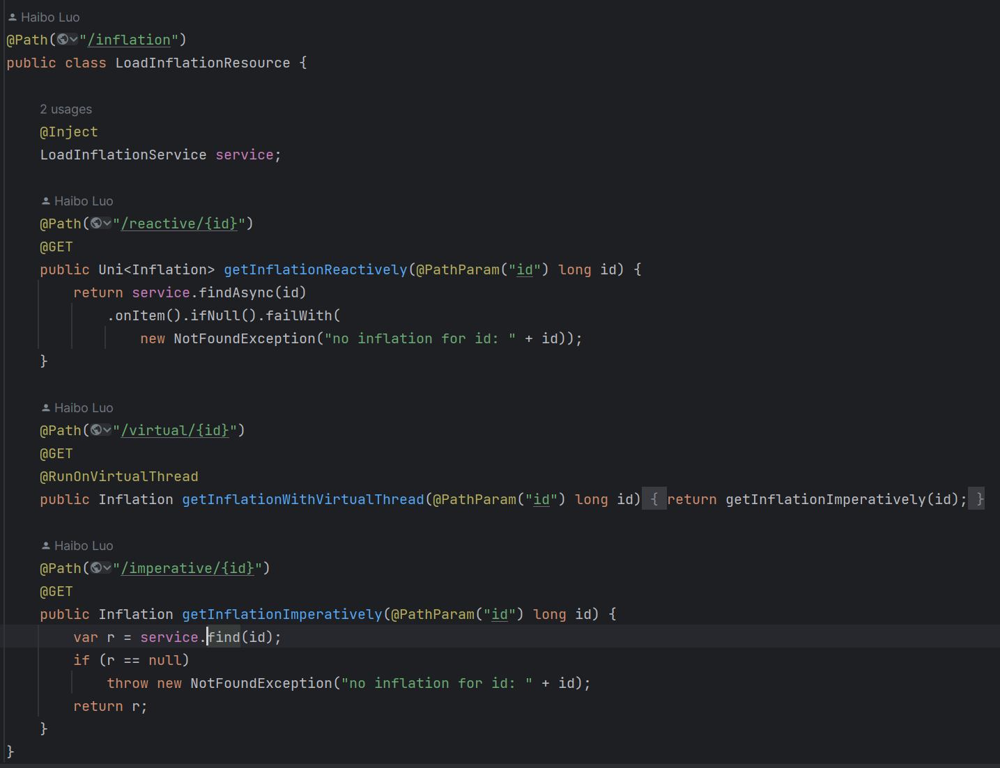 Haibo Luo
@Path("/inflation")
public class LoadInflationResource {
2 usages
@Inject
LoadInflationService service;
Haibo Luo
@Path("/reactive/{id}")
@GET
public Uni<Inflation> getInflationReactively(@PathParam("id") long id) {
return service.findAsync(id)
.onItem().ifNull().failWith(
new NotFoundException("no inflation for id: " + id));
}
Haibo Luo
@Path("/virtual/{id}")
@GET
@RunOnVirtualThread
public Inflation getInflationWithVirtualThread(@PathParam("id") long id) { return getInflationImperatively(id); }
Haibo Luo
@Path("/imperative/{id}")
@GET
public Inflation getInflationImperatively(@PathParam("id") long id) {
var r = service.find(id);
if (r == null)
throw new NotFoundException("no inflation for id: " + id);
return r;
}
}